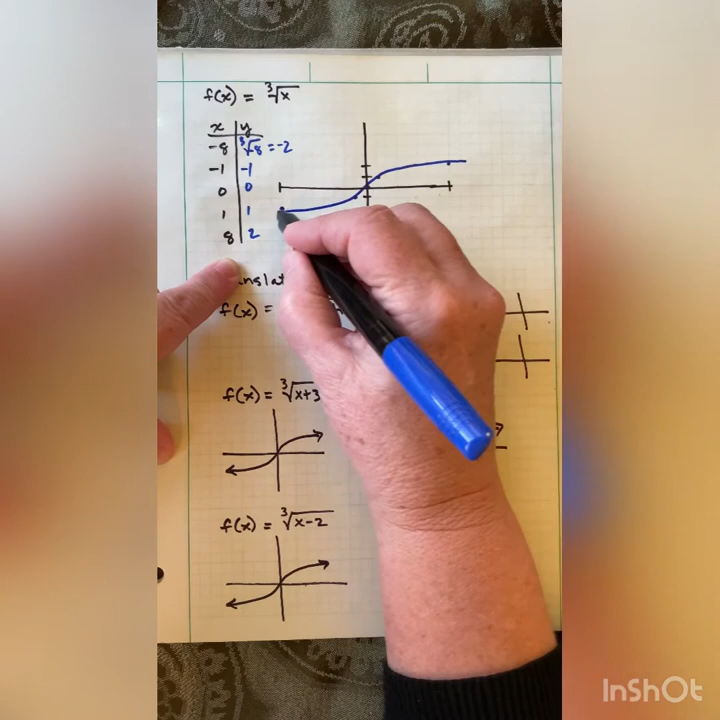 f(x) = ∛x
x | y
-8 | ∛-8 = -2
-1 | -1
0 | 0
1 | 1
8 | 2
f(x) =
f(x) = ∛x+3
f(x) = ∛x-2
InShOt